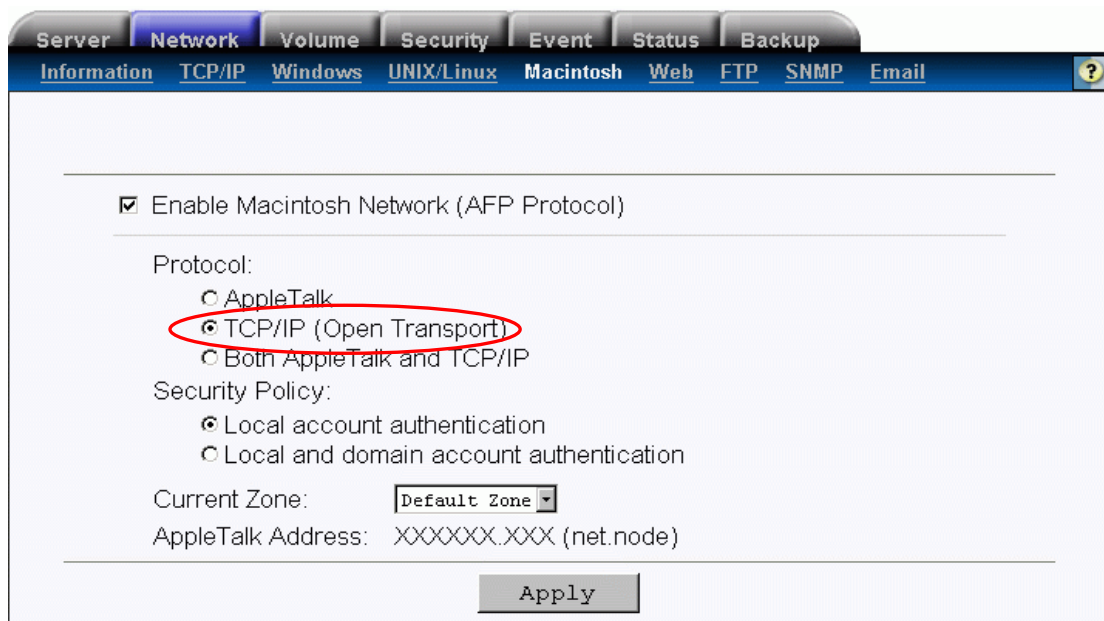 Server Network Volume Security Event Status Backup
Information TCP/IP Windows UNIX/Linux Macintosh Web FTP SNMP Email ?
Enable Macintosh Network (AFP Protocol)
Protocol:
AppleTalk
TCP/IP (Open Transport)
Both AppleTalk and TCP/IP
Security Policy:
Local account authentication
Local and domain account authentication
Current Zone: Default Zone
AppleTalk Address: XXXXXX.XXX (net.node)
Apply